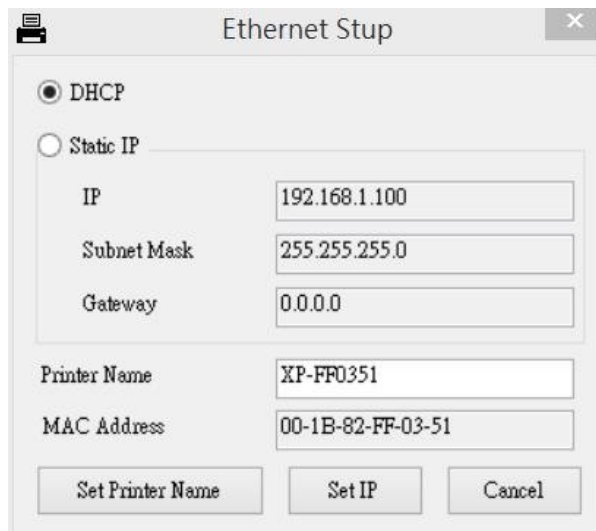 Ethernet Stup
DHCP
Static IP
IP 192.168.1.100
Subnet Mask 255.255.255.0
Gateway 0.0.0.0
Printer Name XP-FF0351
MAC Address 00-1B-82-FF-03-51
Set Printer Name Set IP Cancel